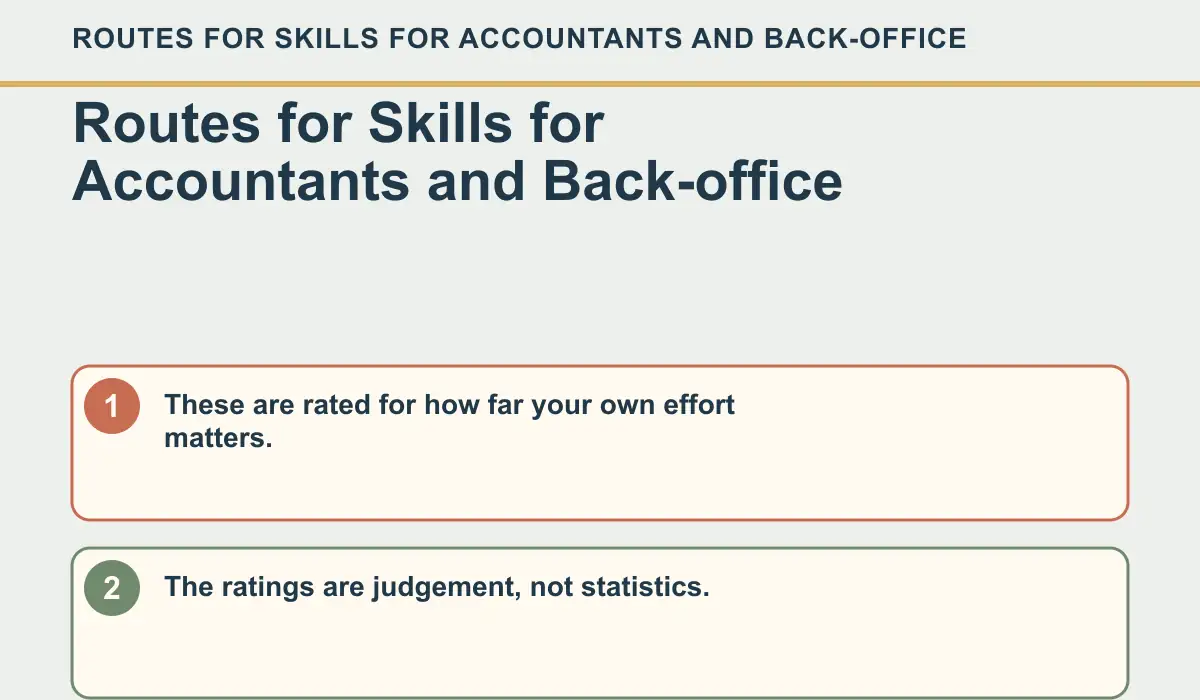 ROUTES FOR SKILLS FOR ACCOUNTANTS AND BACK-OFFICE
Routes for Skills for
Accountants and Back-office
1
These are rated for how far your own effort
matters.
2
The ratings are judgement, not statistics.